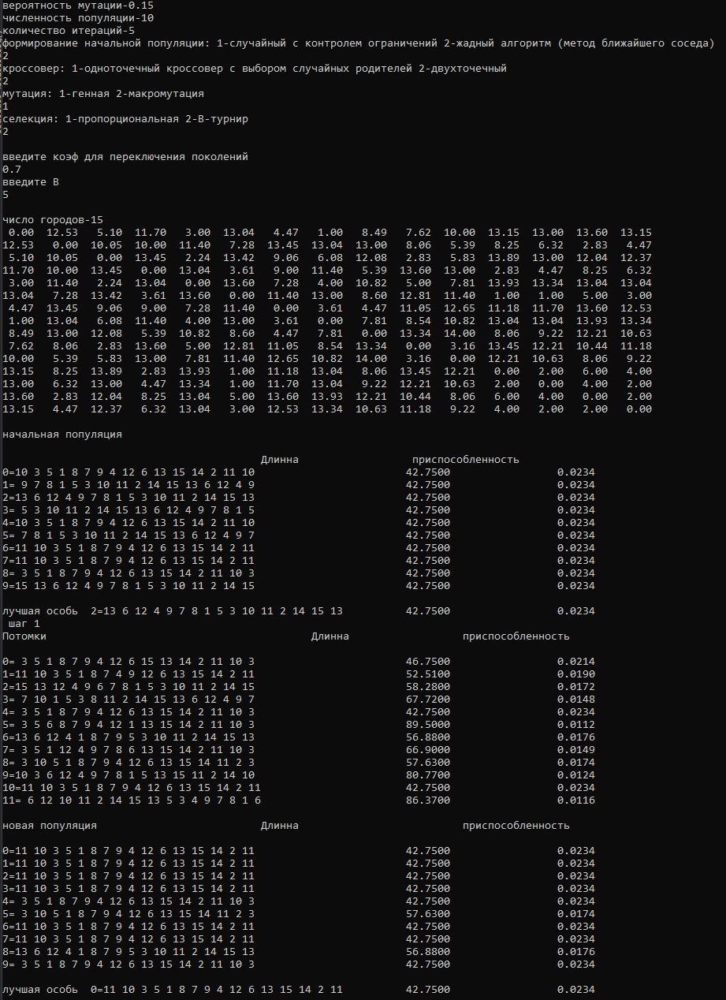 вероятность мутации-0.15
численность популяции-10
количество итераций-5
формирование начальной популяции: 1-случайный с контролем ограничений 2-жадный алгоритм (метод ближайшего соседа)
2
кроссовер: 1-одноточечный кроссовер с выбором случайных родителей 2-двухточечный
2
мутация: 1-генная 2-макромутация
1
селекция: 1-пропорциональная 2-B-турнир
2
введите коэф для переключения поколений
0.7
введите B
5
число городов-15
0.00 12.53 5.10 11.70 3.00 13.04 4.47 1.00 8.49 7.62 10.00 13.15 13.00 13.60 13.15
12.53 0.00 10.05 10.00 11.40 7.28 13.45 13.04 13.00 8.06 5.39 8.25 6.32 2.83 4.47
5.10 10.05 0.00 13.45 2.24 13.42 9.06 6.08 12.08 2.83 5.83 13.89 13.00 12.04 12.37
11.70 10.00 13.45 0.00 13.04 3.61 9.00 11.40 5.39 13.60 13.00 2.83 4.47 8.25 6.32
3.00 11.40 2.24 13.04 0.00 13.60 7.28 4.00 10.82 5.00 7.81 13.93 13.34 13.04 13.04
13.04 7.28 13.42 3.61 13.60 0.00 11.40 13.00 8.60 12.81 11.40 1.00 1.00 5.00 3.00
4.47 13.45 9.06 9.00 7.28 11.40 0.00 3.61 4.47 11.05 12.65 11.18 11.70 13.60 12.53
1.00 13.04 6.08 11.40 4.00 13.00 3.61 0.00 7.81 8.54 10.82 13.04 13.04 13.93 13.34
8.49 13.00 12.08 5.39 10.82 8.60 4.47 7.81 0.00 13.34 14.00 8.06 9.22 12.21 10.63
7.62 8.06 2.83 13.60 5.00 12.81 11.05 8.54 13.34 0.00 3.16 13.45 12.21 10.44 11.18
10.00 5.39 5.83 13.00 7.81 11.40 12.65 10.82 14.00 3.16 0.00 12.21 10.63 8.06 9.22
13.15 8.25 13.89 2.83 13.93 1.00 11.18 13.04 8.06 13.45 12.21 0.00 2.00 6.00 4.00
13.00 6.32 13.00 4.47 13.34 1.00 11.70 13.04 9.22 12.21 10.63 2.00 0.00 4.00 2.00
13.60 2.83 12.04 8.25 13.04 5.00 13.60 13.93 12.21 10.44 8.06 6.00 4.00 0.00 2.00
13.15 4.47 12.37 6.32 13.04 3.00 12.53 13.34 10.63 11.18 9.22 4.00 2.00 2.00 0.00
начальная популяция
Длинна приспособленность
0=10 3 5 1 8 7 9 4 12 6 13 15 14 2 11 10 42.7500 0.0234
1= 9 7 8 1 5 3 10 11 2 14 15 13 6 12 4 9 42.7500 0.0234
2=13 6 12 4 9 7 8 1 5 3 10 11 2 14 15 13 42.7500 0.0234
3= 5 3 10 11 2 14 15 13 6 12 4 9 7 8 1 5 42.7500 0.0234
4=10 3 5 1 8 7 9 4 12 6 13 15 14 2 11 10 42.7500 0.0234
5= 7 8 1 5 3 10 11 2 14 15 13 6 12 4 9 7 42.7500 0.0234
6=11 10 3 5 1 8 7 9 4 12 6 13 15 14 2 11 42.7500 0.0234
7=11 10 3 5 1 8 7 9 4 12 6 13 15 14 2 11 42.7500 0.0234
8= 3 5 1 8 7 9 4 12 6 13 15 14 2 11 10 3 42.7500 0.0234
9=15 13 6 12 4 9 7 8 1 5 3 10 11 2 14 15 42.7500 0.0234
лучшая особь 2=13 6 12 4 9 7 8 1 5 3 10 11 2 14 15 13 42.7500 0.0234
шаг 1
Потомки Длинна приспособленность
0= 3 5 1 8 7 9 4 12 6 15 13 14 2 11 10 3 46.7500 0.0214
1=11 10 3 5 1 8 7 4 9 12 6 13 15 14 2 11 52.5100 0.0190
2=15 13 12 4 9 6 7 8 1 5 3 10 11 2 14 15 58.2800 0.0172
3= 7 10 1 5 3 8 11 2 14 15 13 6 12 4 9 7 67.7200 0.0148
4= 3 5 1 8 7 9 4 12 6 13 15 14 2 11 10 3 42.7500 0.0234
5= 3 5 6 8 7 9 4 12 1 13 15 14 2 11 10 3 89.5000 0.0112
6=13 6 12 4 1 8 7 9 5 3 10 11 2 14 15 13 56.8800 0.0176
7= 3 5 1 12 4 9 7 8 6 13 15 14 2 11 10 3 66.9000 0.0149
8= 3 10 5 1 8 7 9 4 12 6 13 15 14 11 2 3 57.6300 0.0174
9=10 3 6 12 4 9 7 8 1 5 13 15 11 2 14 10 80.7700 0.0124
10=11 10 3 5 1 8 7 9 4 12 6 13 15 14 2 11 42.7500 0.0234
11= 6 12 10 11 2 14 15 13 5 3 4 9 7 8 1 6 86.3700 0.0116
новая популяция Длинна приспособленность
0=11 10 3 5 1 8 7 9 4 12 6 13 15 14 2 11 42.7500 0.0234
1=11 10 3 5 1 8 7 9 4 12 6 13 15 14 2 11 42.7500 0.0234
2=11 10 3 5 1 8 7 9 4 12 6 13 15 14 2 11 42.7500 0.0234
3=11 10 3 5 1 8 7 9 4 12 6 13 15 14 2 11 42.7500 0.0234
4= 3 5 1 8 7 9 4 12 6 13 15 14 2 11 10 3 42.7500 0.0234
5= 3 10 5 1 8 7 9 4 12 6 13 15 14 11 2 3 57.6300 0.0174
6=11 10 3 5 1 8 7 9 4 12 6 13 15 14 2 11 42.7500 0.0234
7=11 10 3 5 1 8 7 9 4 12 6 13 15 14 2 11 42.7500 0.0234
8=13 6 12 4 1 8 7 9 5 3 10 11 2 14 15 13 56.8800 0.0176
9= 3 5 1 8 7 9 4 12 6 13 15 14 2 11 10 3 42.7500 0.0234
лучшая особь 0=11 10 3 5 1 8 7 9 4 12 6 13 15 14 2 11 42.7500 0.0234